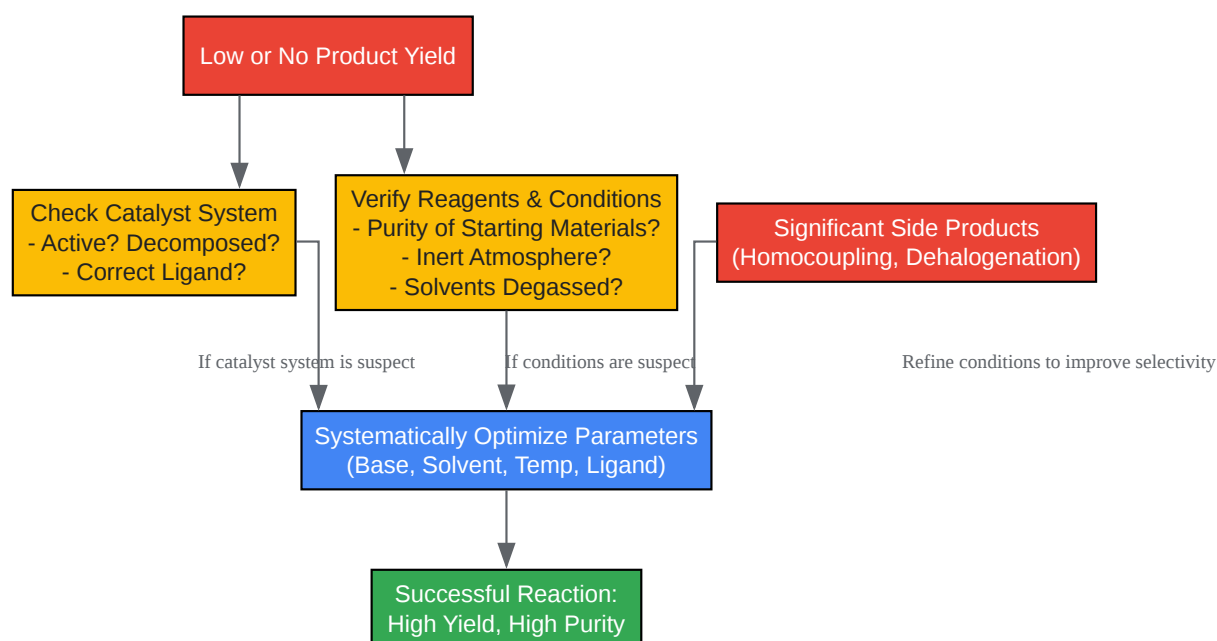 Low or No Product Yield
Check Catalyst System
- Active? Decomposed?
- Correct Ligand?
Verify Reagents & Conditions
- Purity of Starting Materials?
- Inert Atmosphere?
- Solvents Degassed?
Significant Side Products
(Homocoupling, Dehalogenation)
If catalyst system is suspect
If conditions are suspect
Refine conditions to improve selectivity
Systematically Optimize Parameters
(Base, Solvent, Temp, Ligand)
Successful Reaction:
High Yield, High Purity